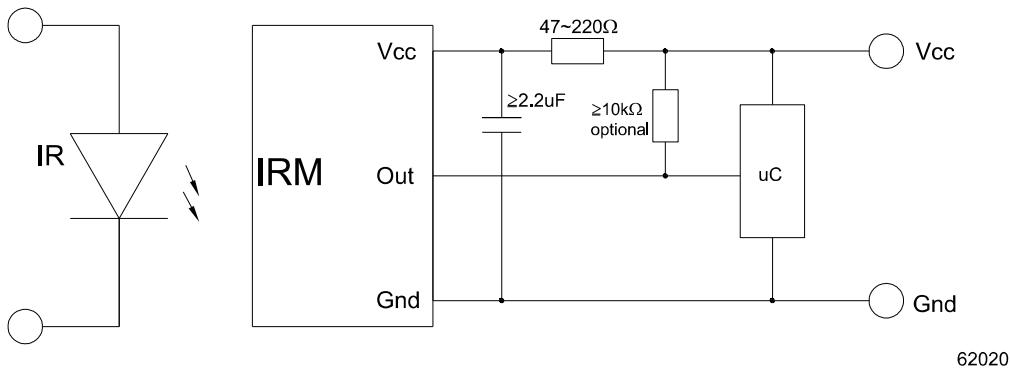 47~220Ω
Vcc
Vcc
≥2.2uF
≥10kΩ
optional
IR
IRM
Out
uC
Gnd
Gnd
62020